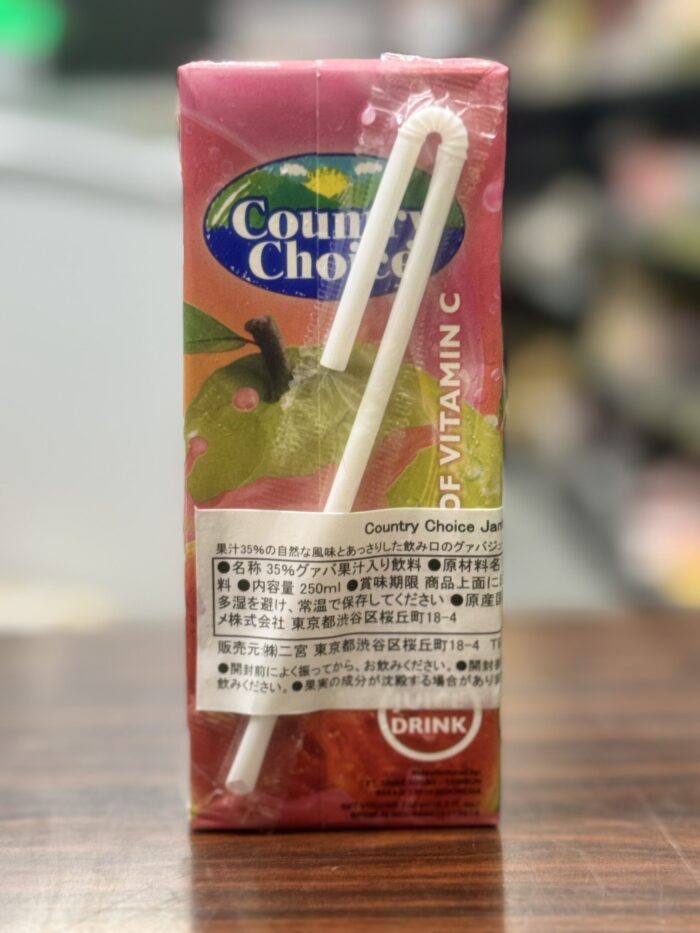 Country
Choice
OF VITAMIN C
Country Choice Jam
果汁35%の自然な風味とあっさりした飲み口のグァバジュ
●名称 35%グァバ果汁入り飲料 ●原材料名
料 ●内容量 250ml ●賞味期限 商品上面に
多湿を避け、常温で保存してください ●原産国
メ株式会社 東京都渋谷区桜丘町18-4
販売元:㈱二宮 東京都渋谷区桜丘町18-4
●開封前によく振ってから、お飲みください。●開封
飲みください。●果実の成分が沈殿する場合があり
JUICE
DRINK
Manufactured by: